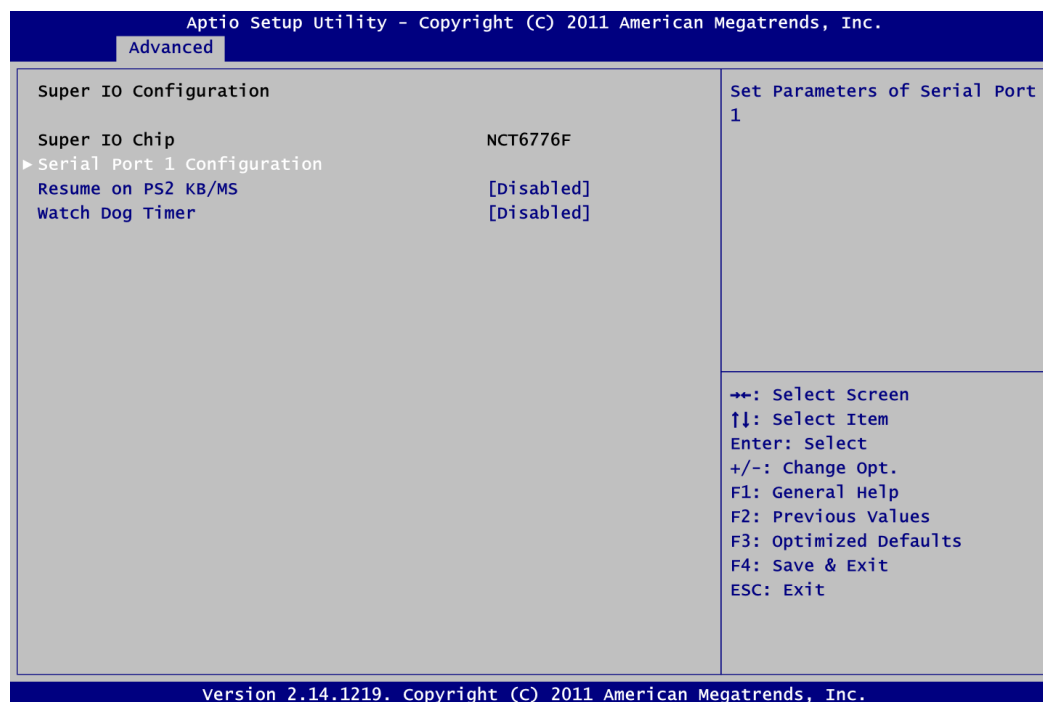 Aptio Setup Utility - Copyright (C) 2011 American Megatrends, Inc.
Advanced
Super IO Configuration
Super IO Chip NCT6776F
▶Serial Port 1 Configuration
Resume on PS2 KB/MS [Disabled]
Watch Dog Timer [Disabled]
Set Parameters of Serial Port
1
→←: Select Screen
↑↓: Select Item
Enter: Select
+/-: Change Opt.
F1: General Help
F2: Previous Values
F3: Optimized Defaults
F4: Save & Exit
ESC: Exit
Version 2.14.1219. Copyright (C) 2011 American Megatrends, Inc.